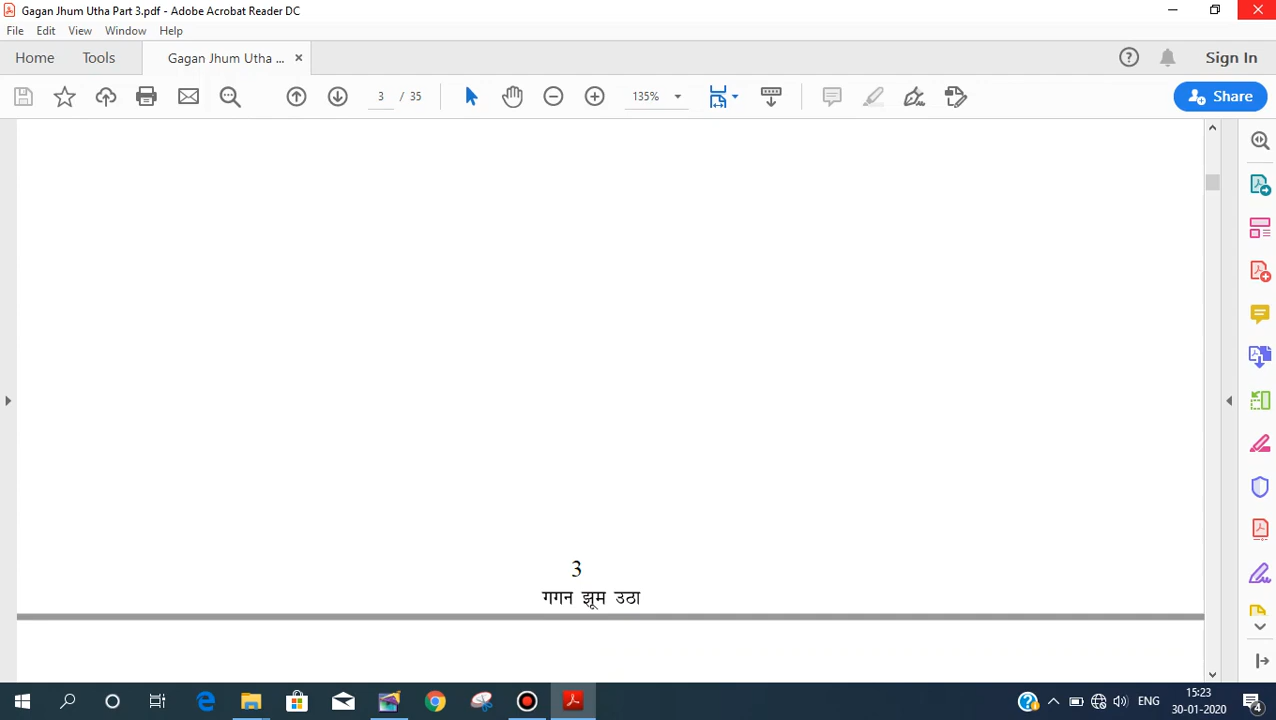 Gagan Jhum Utha Part 3.pdf - Adobe Acrobat Reader DC
File Edit View Window Help
Home Tools Gagan Jhum Utha ... Sign In
3 / 35 135% Share
3
गगन झूम उठा
ENG 15:23
30-01-2020 4